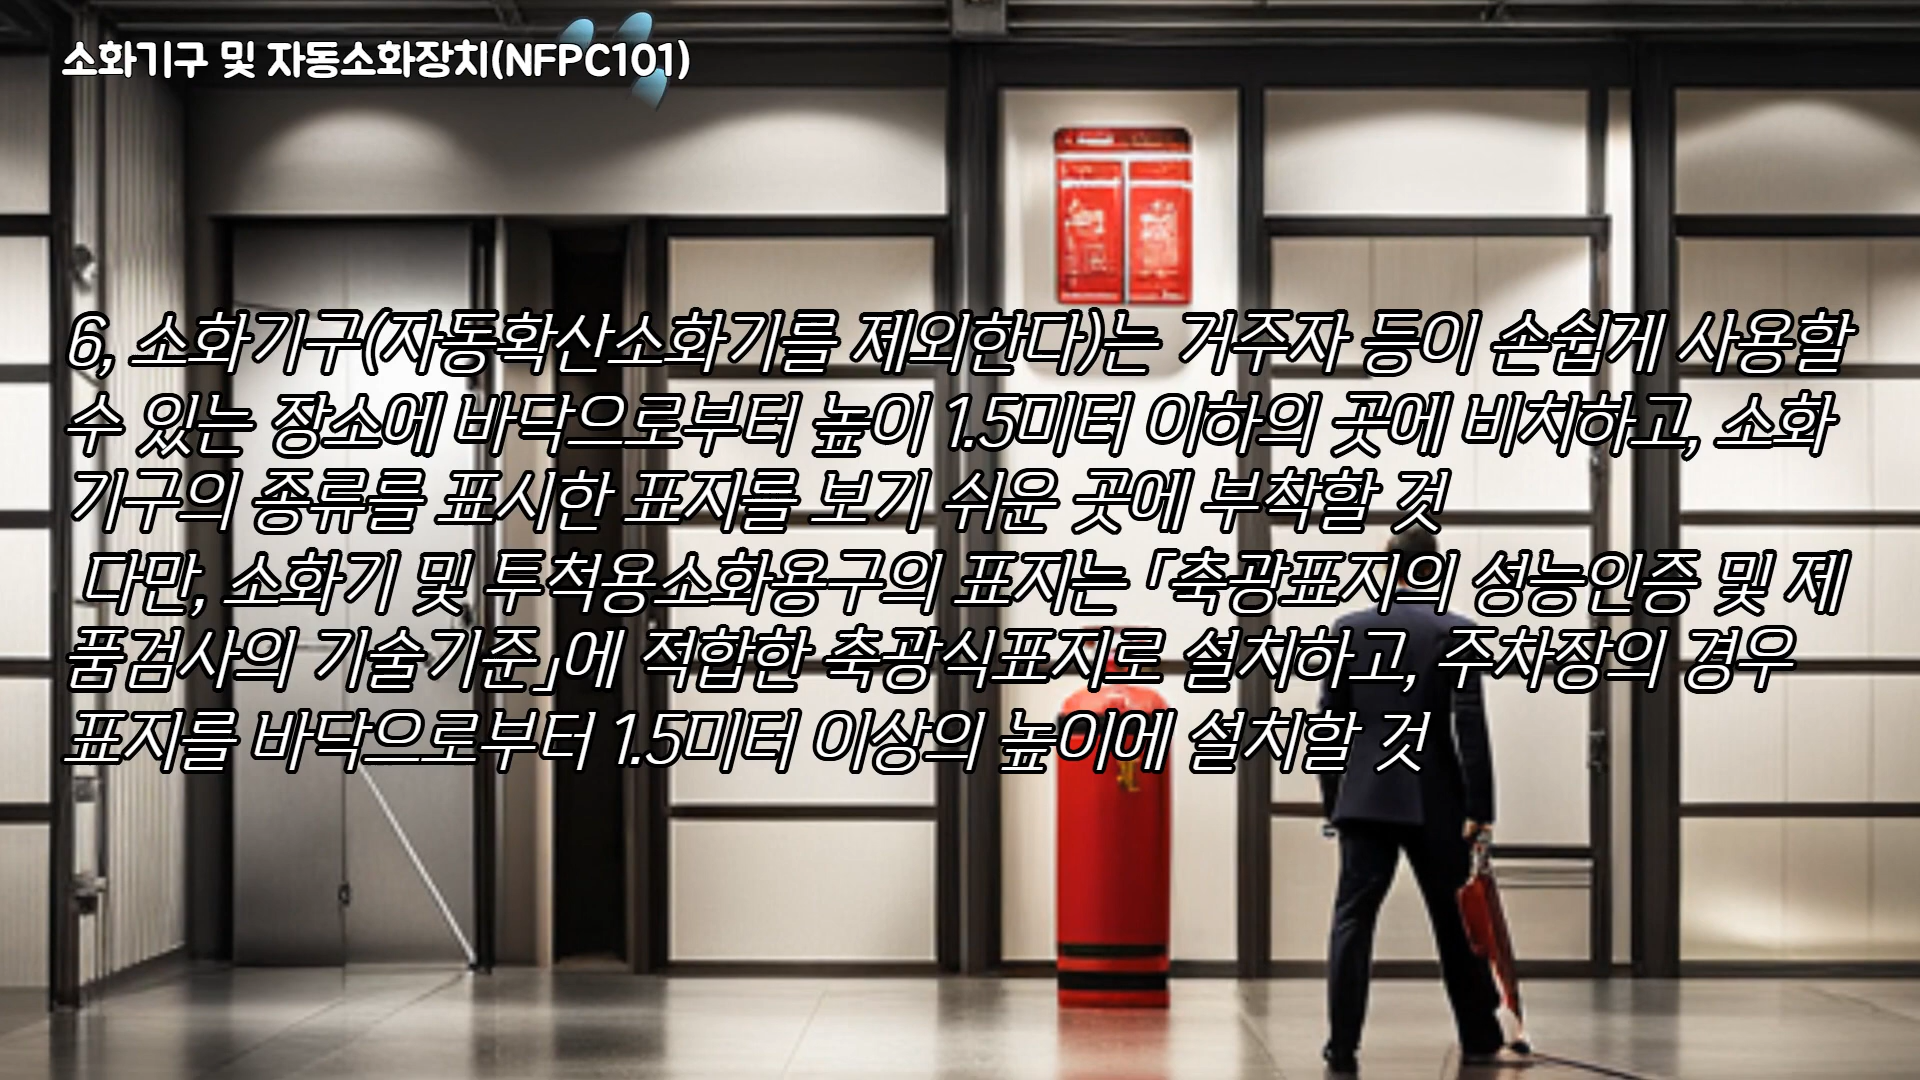 소화기구 및 자동소화장치(NFPC101)
6, 소화기구(자동확산소화기를 제외한다)는 거주자 등이 손쉽게 사용할
수 있는 장소에 바닥으로부터 높이 1.5미터 이하의 곳에 비치하고, 소화
기구의 종류를 표시한 표지를 보기 쉬운 곳에 부착할 것
다만, 소화기 및 투척용소화용구의 표지는 「축광표지의 성능인증 및 제
품검사의 기술기준」에 적합한 축광식표지로 설치하고, 주차장의 경우
표지를 바닥으로부터 1.5미터 이상의 높이에 설치할 것